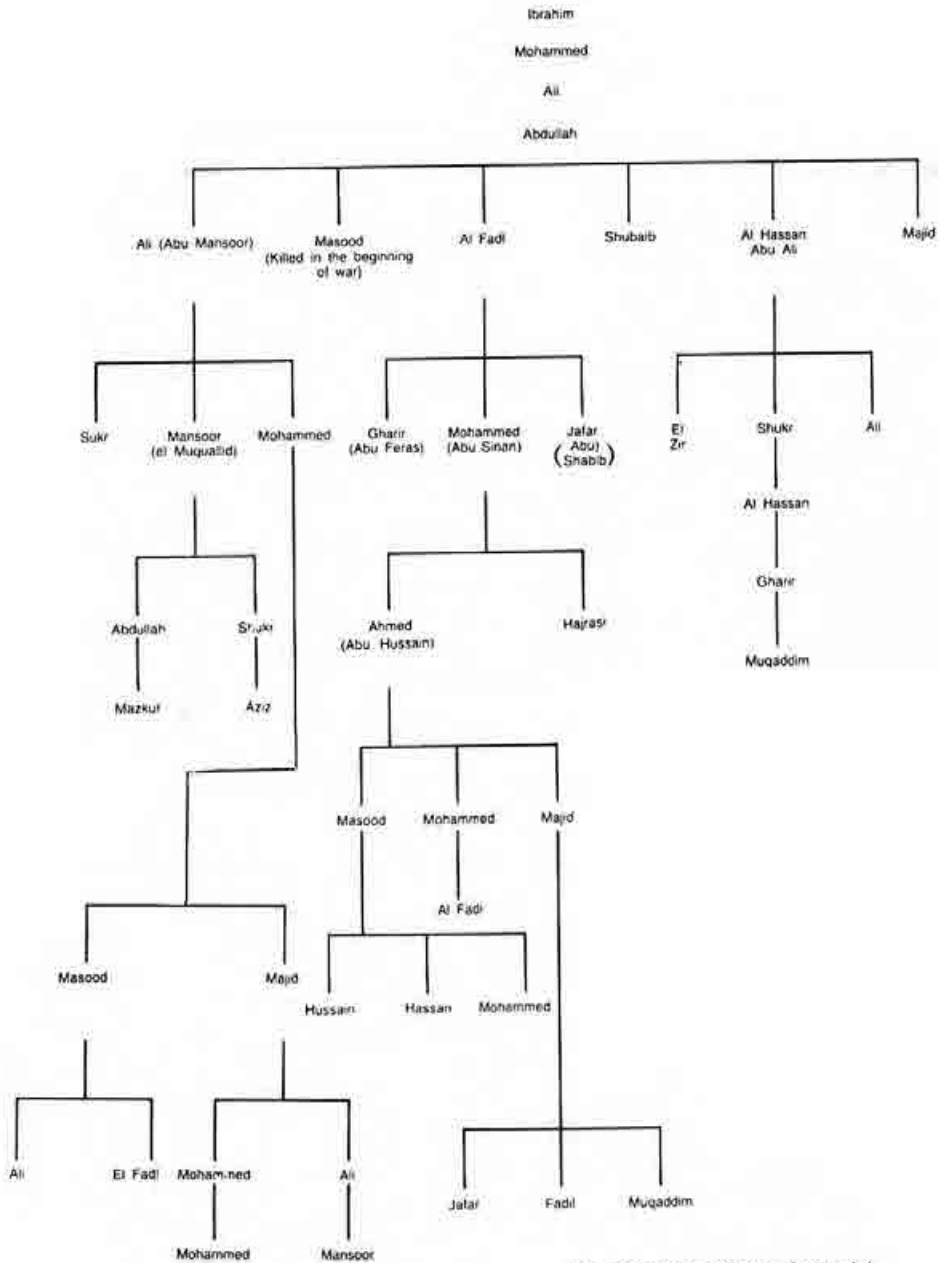 Ibrahim
Mohammed
Ali
Abdullah
Ali (Abu Mansoor)
Masood
(Killed in the beginning
of war)
Al Fadl
Shubaib
Al Hassan
Abu Ali
Majid
Sukr
Mansoor
(el Muquallid)
Mohammed
Gharir
(Abu Feras)
Mohammed
(Abu Sinan)
Jafar
(Abu)
(Shabib)
El
Zir
Shukr
Ali
Al Hassan
Gharir
Muqaddim
Abdullah
Shukr
Ahmed
(Abu Hussain)
Hajrasi
Mazkur
Aziz
Masood
Mohammed
Majid
Al Fadl
Masood
Majid
Hussain
Hassan
Mohammed
Ali
El Fadl
Mohammed
Ali
Jafar
Fadil
Muqaddim
Mohammed
Mansoor